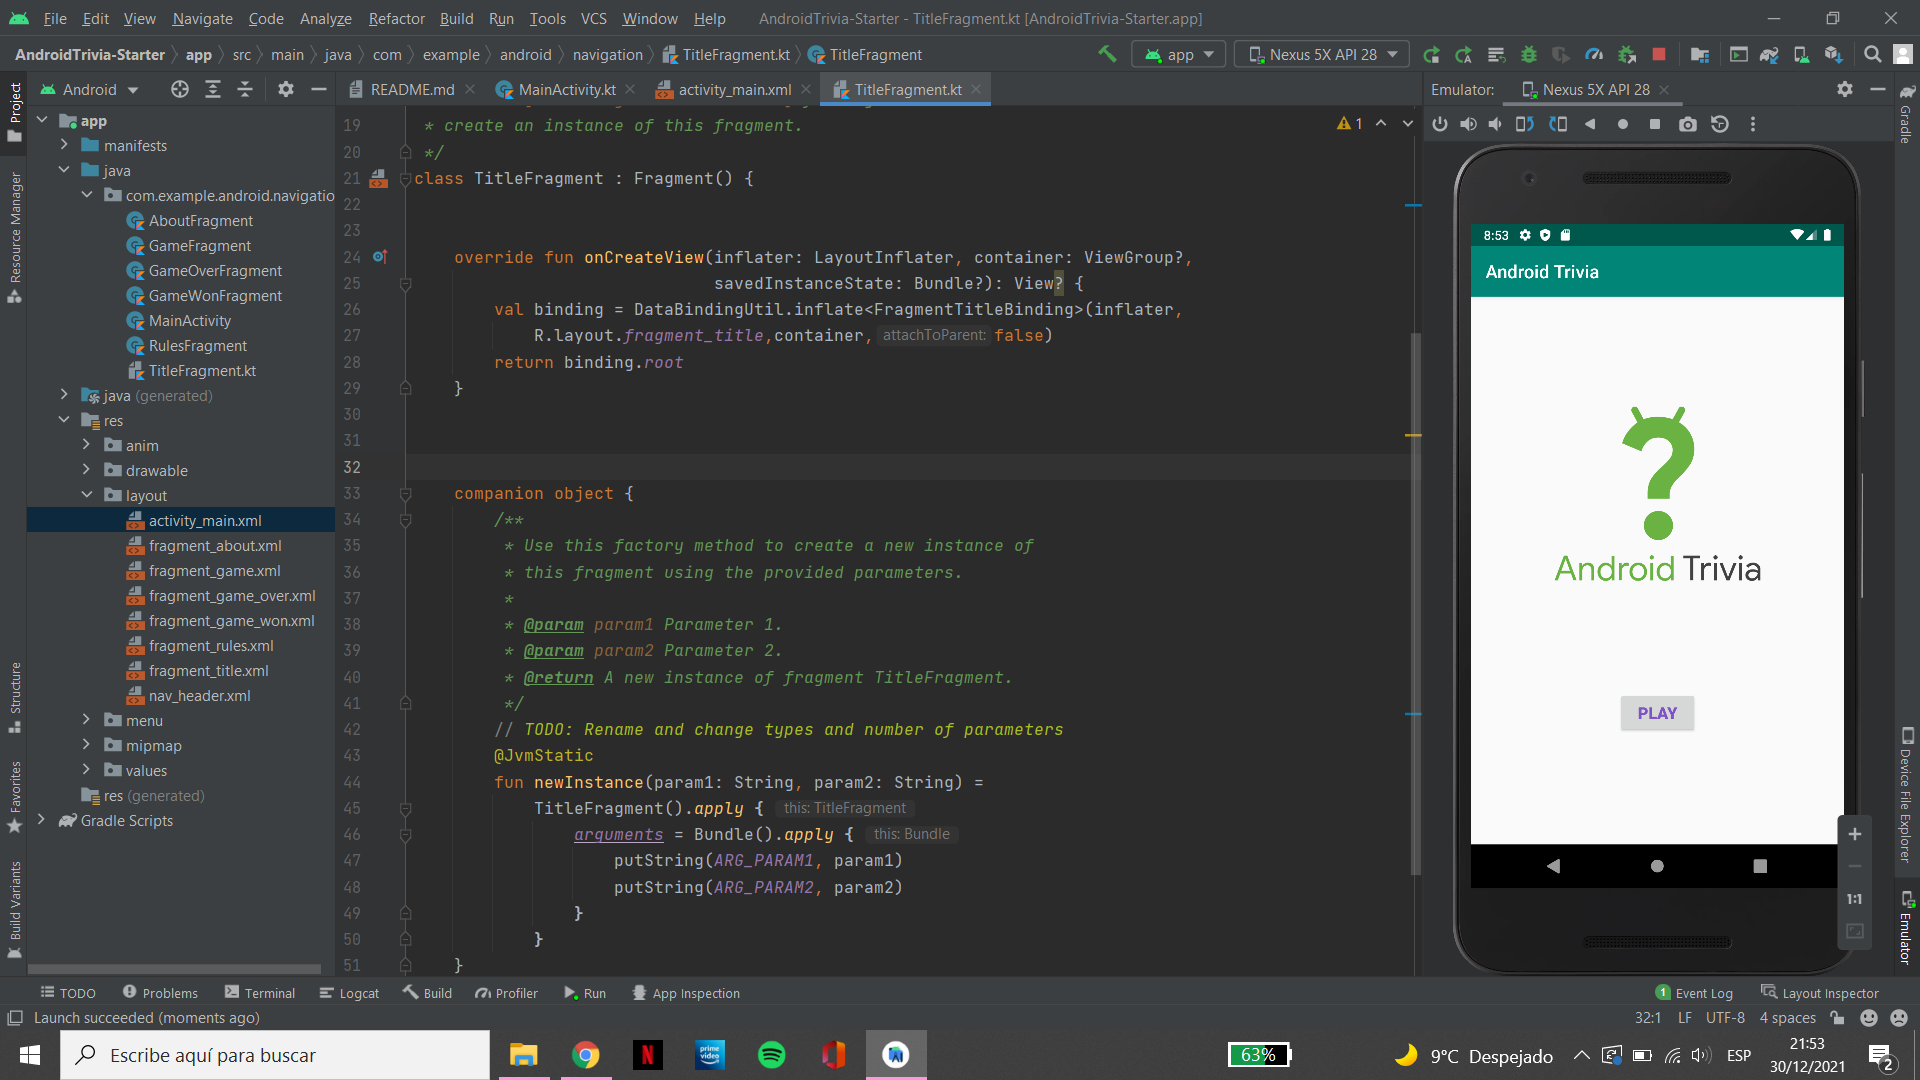 File Edit View Navigate Code Analyze Refactor Build Run Tools VCS Window Help AndroidTrivia-Starter - TitleFragment.kt [AndroidTrivia-Starter.app]
AndroidTrivia-Starter app src main java com example android navigation TitleFragment.kt TitleFragment app Nexus 5X API 28
Project
Android
README.md MainActivity.kt activity_main.xml TitleFragment.kt
Emulator: Nexus 5X API 28
Gradle
app
manifests
java
com.example.android.navigatio
AboutFragment
GameFragment
GameOverFragment
GameWonFragment
MainActivity
RulesFragment
TitleFragment.kt
java (generated)
res
anim
drawable
layout
activity_main.xml
fragment_about.xml
fragment_game.xml
fragment_game_over.xml
fragment_game_won.xml
fragment_rules.xml
fragment_title.xml
nav_header.xml
menu
mipmap
values
res (generated)
Gradle Scripts
Resource Manager
Structure
Favorites
Build Variants
1
19 * create an instance of this fragment.
20 */
21 class TitleFragment : Fragment() {
22
23
24 override fun onCreateView(inflater: LayoutInflater, container: ViewGroup?,
25 savedInstanceState: Bundle?): View? {
26 val binding = DataBindingUtil.inflate<FragmentTitleBinding>(inflater,
27 R.layout.fragment_title,container, attachToParent: false)
28 return binding.root
29 }
30
31
32
33 companion object {
34 /**
35 * Use this factory method to create a new instance of
36 * this fragment using the provided parameters.
37 *
38 * @param param1 Parameter 1.
39 * @param param2 Parameter 2.
40 * @return A new instance of fragment TitleFragment.
41 */
42 // TODO: Rename and change types and number of parameters
43 @JvmStatic
44 fun newInstance(param1: String, param2: String) =
45 TitleFragment().apply { this: TitleFragment
46 arguments = Bundle().apply { this: Bundle
47 putString(ARG_PARAM1, param1)
48 putString(ARG_PARAM2, param2)
49 }
50 }
51 }
8:53
Android Trivia
Android Trivia
PLAY
1:1
Device File Explorer
Emulator
TODO Problems Terminal Logcat Build Profiler Run App Inspection 1 Event Log Layout Inspector
Launch succeeded (moments ago) 32:1 LF UTF-8 4 spaces
Escribe aquí para buscar
N
prime video
63%
9°C Despejado
ESP
21:53
30/12/2021
2